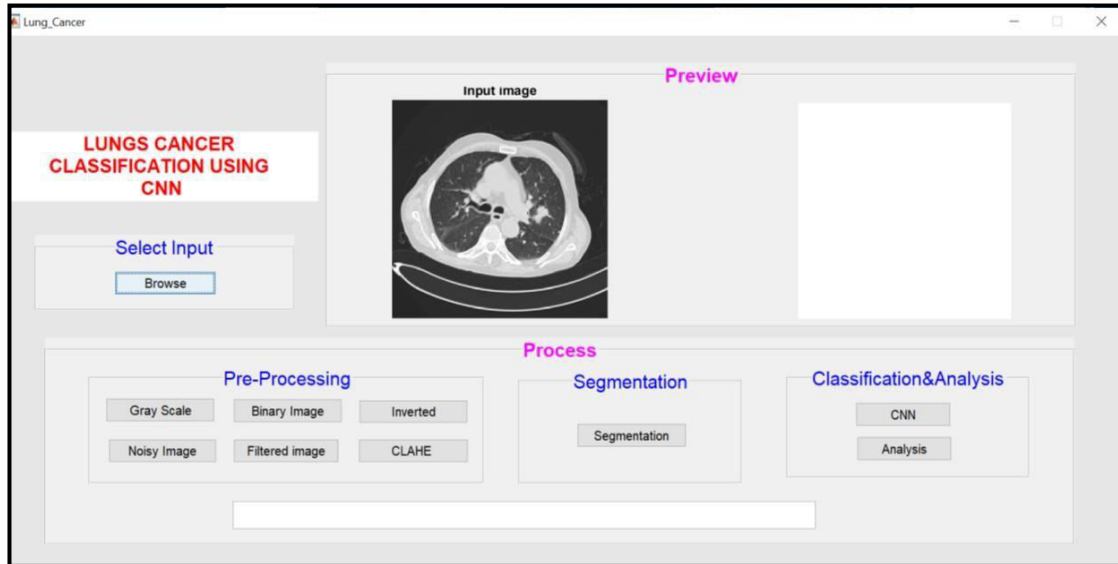 Lung_Cancer
Preview
Input image
LUNGS CANCER
CLASSIFICATION USING
CNN
Select Input
Browse
Process
Pre-Processing
Segmentation
Classification&Analysis
Gray Scale
Binary Image
Inverted
CNN
Segmentation
Noisy Image
Filtered image
CLAHE
Analysis